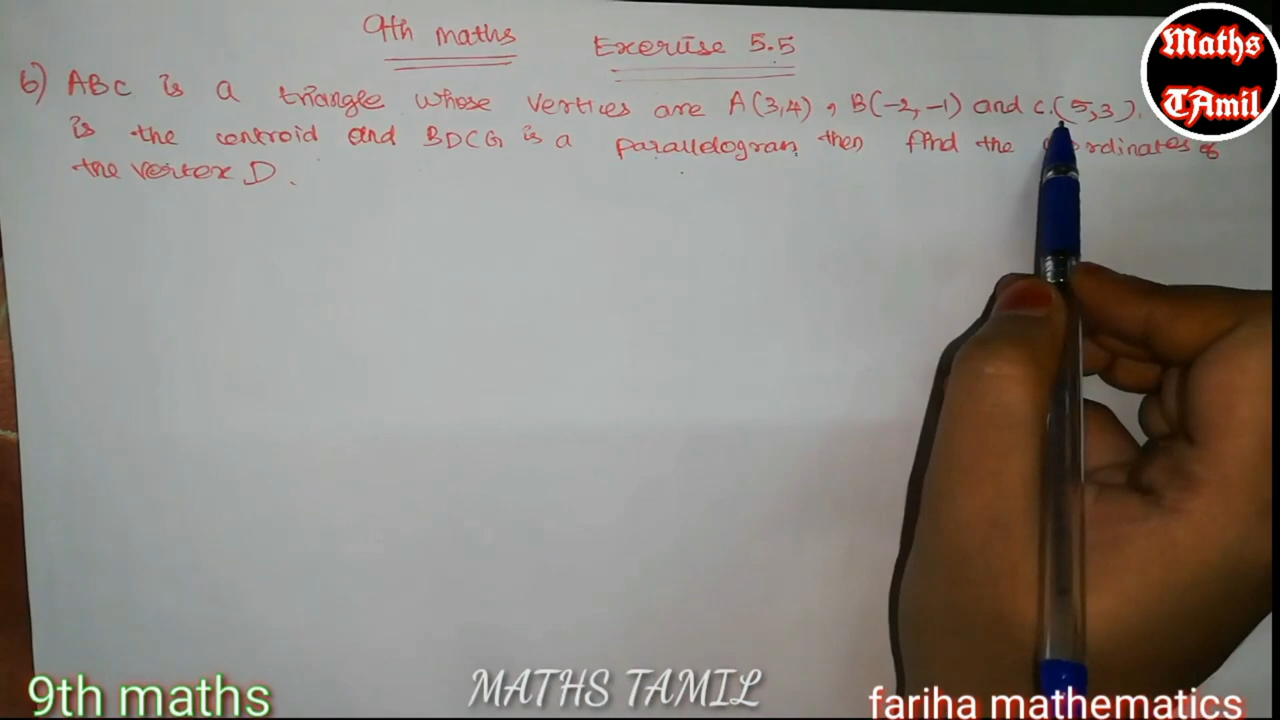 9th maths Exercise 5.5
6) ABC is a triangle whose vertices are A(3,4), B(-2,-1) and C(5,3).
is the centroid and BDCG is a parallelogram then find the ordinates of
the vertex D.
Maths
TAmil
9th maths
MATHS TAMIL
fariha mathematics